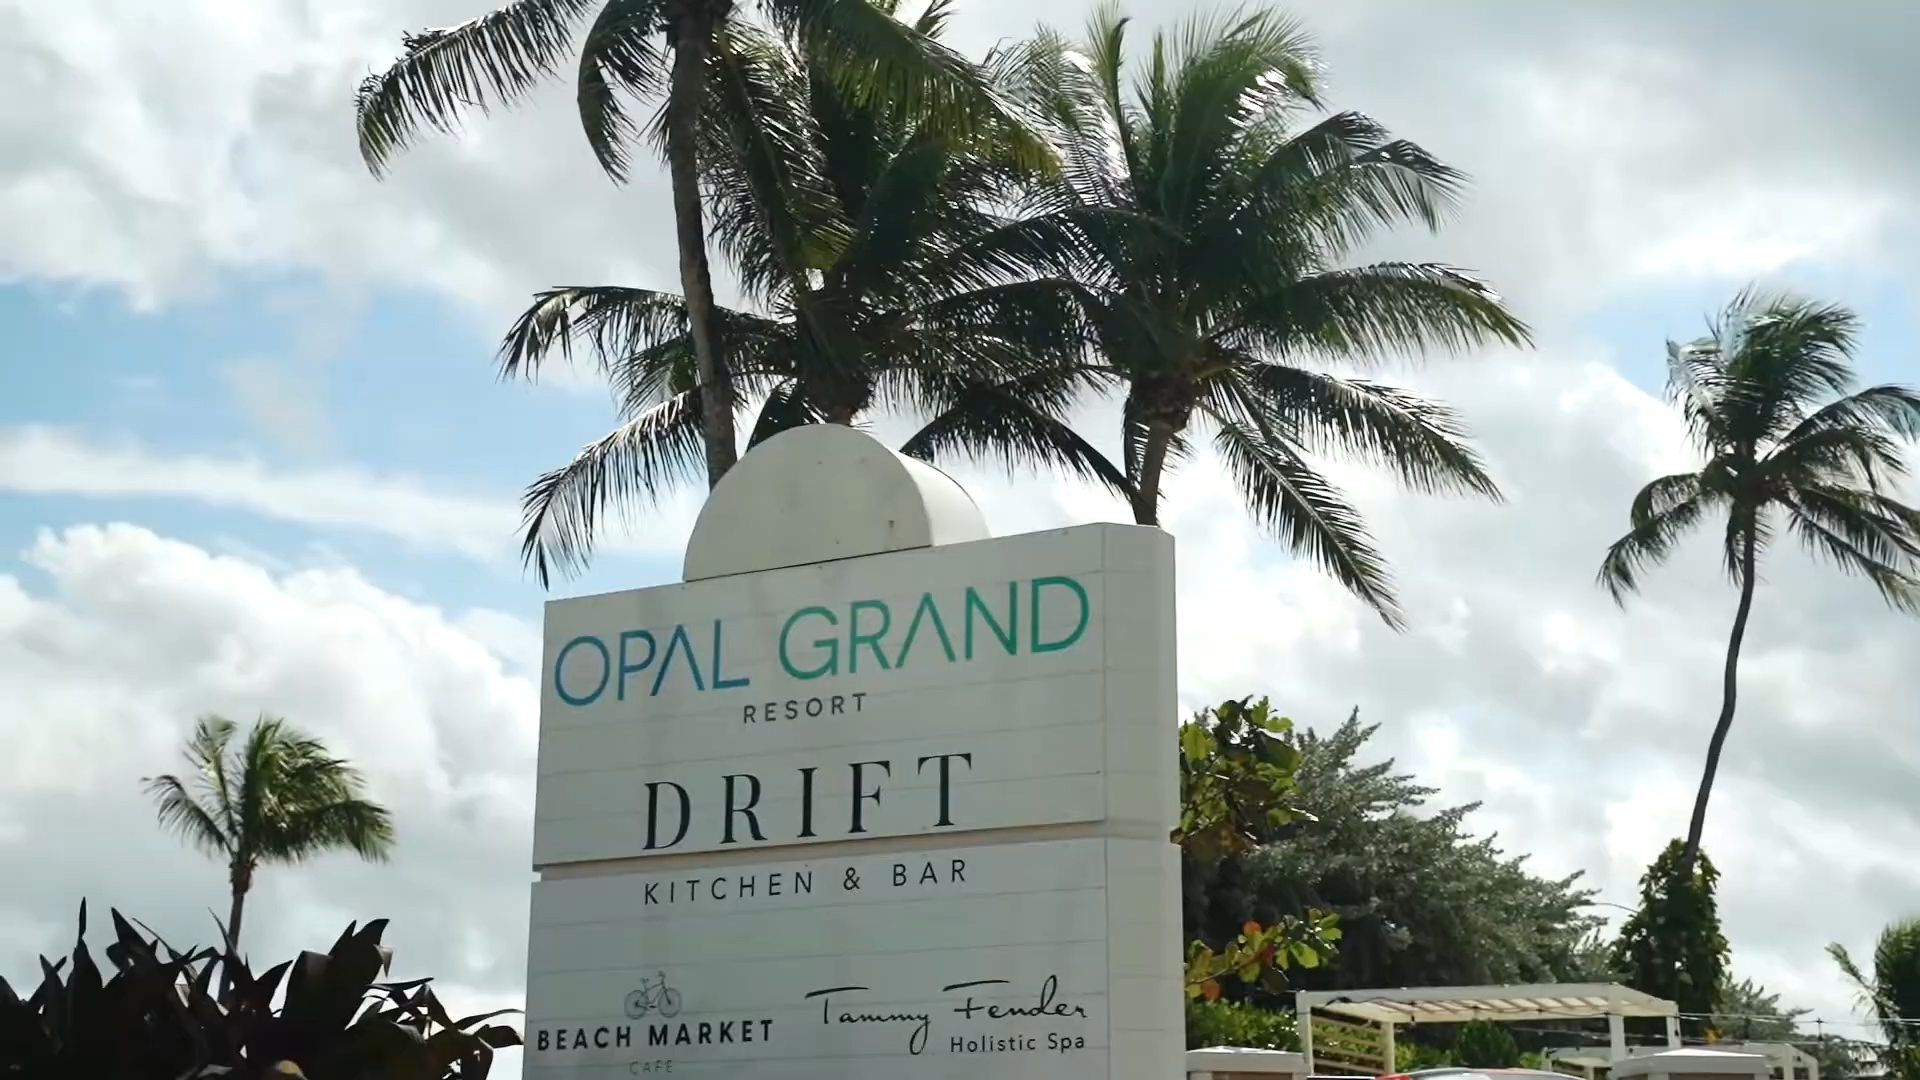 OPAL GRAND
RESORT
DRIFT
KITCHEN & BAR
BEACH MARKET
CAFE
Tammy Fender
Holistic Spa